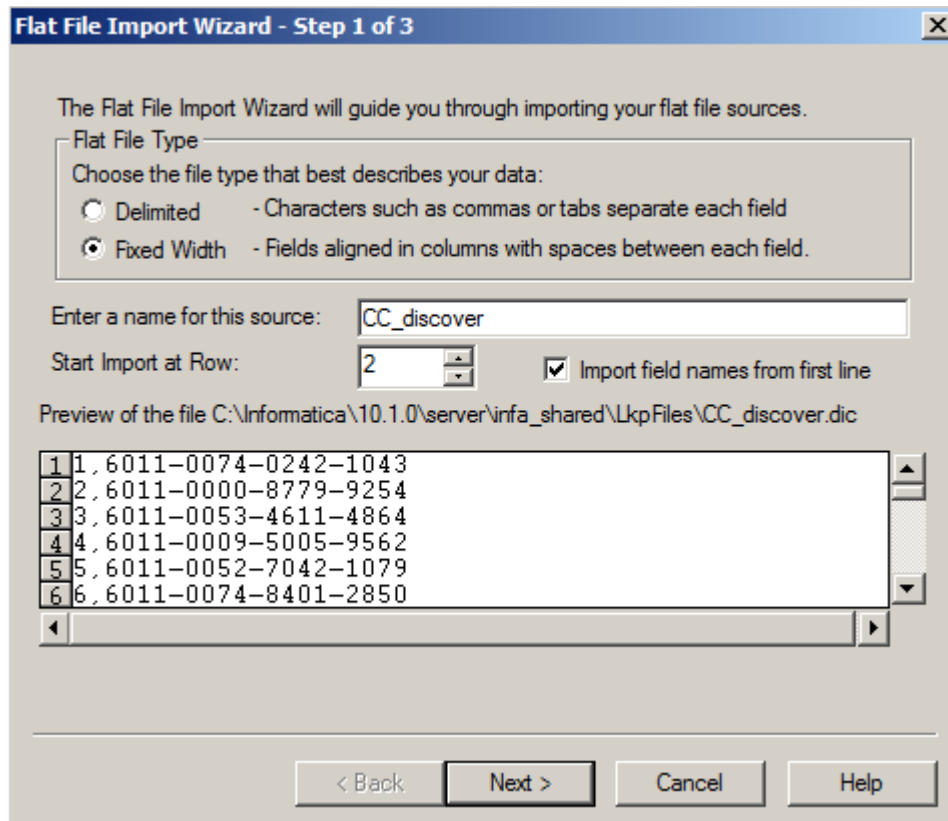 Flat File Import Wizard - Step 1 of 3
The Flat File Import Wizard will guide you through importing your flat file sources.
Flat File Type
Choose the file type that best describes your data:
Delimited - Characters such as commas or tabs separate each field
Fixed Width - Fields aligned in columns with spaces between each field.
Enter a name for this source: CC_discover
Start Import at Row: 2 Import field names from first line
Preview of the file C:\Informatica\10.1.0\server\infa_shared\LkpFiles\CC_discover.dic
1 1,6011-0074-0242-1043
2 2,6011-0000-8779-9254
3 3,6011-0053-4611-4864
4 4,6011-0009-5005-9562
5 5,6011-0052-7042-1079
6 6,6011-0074-8401-2850
< Back Next > Cancel Help